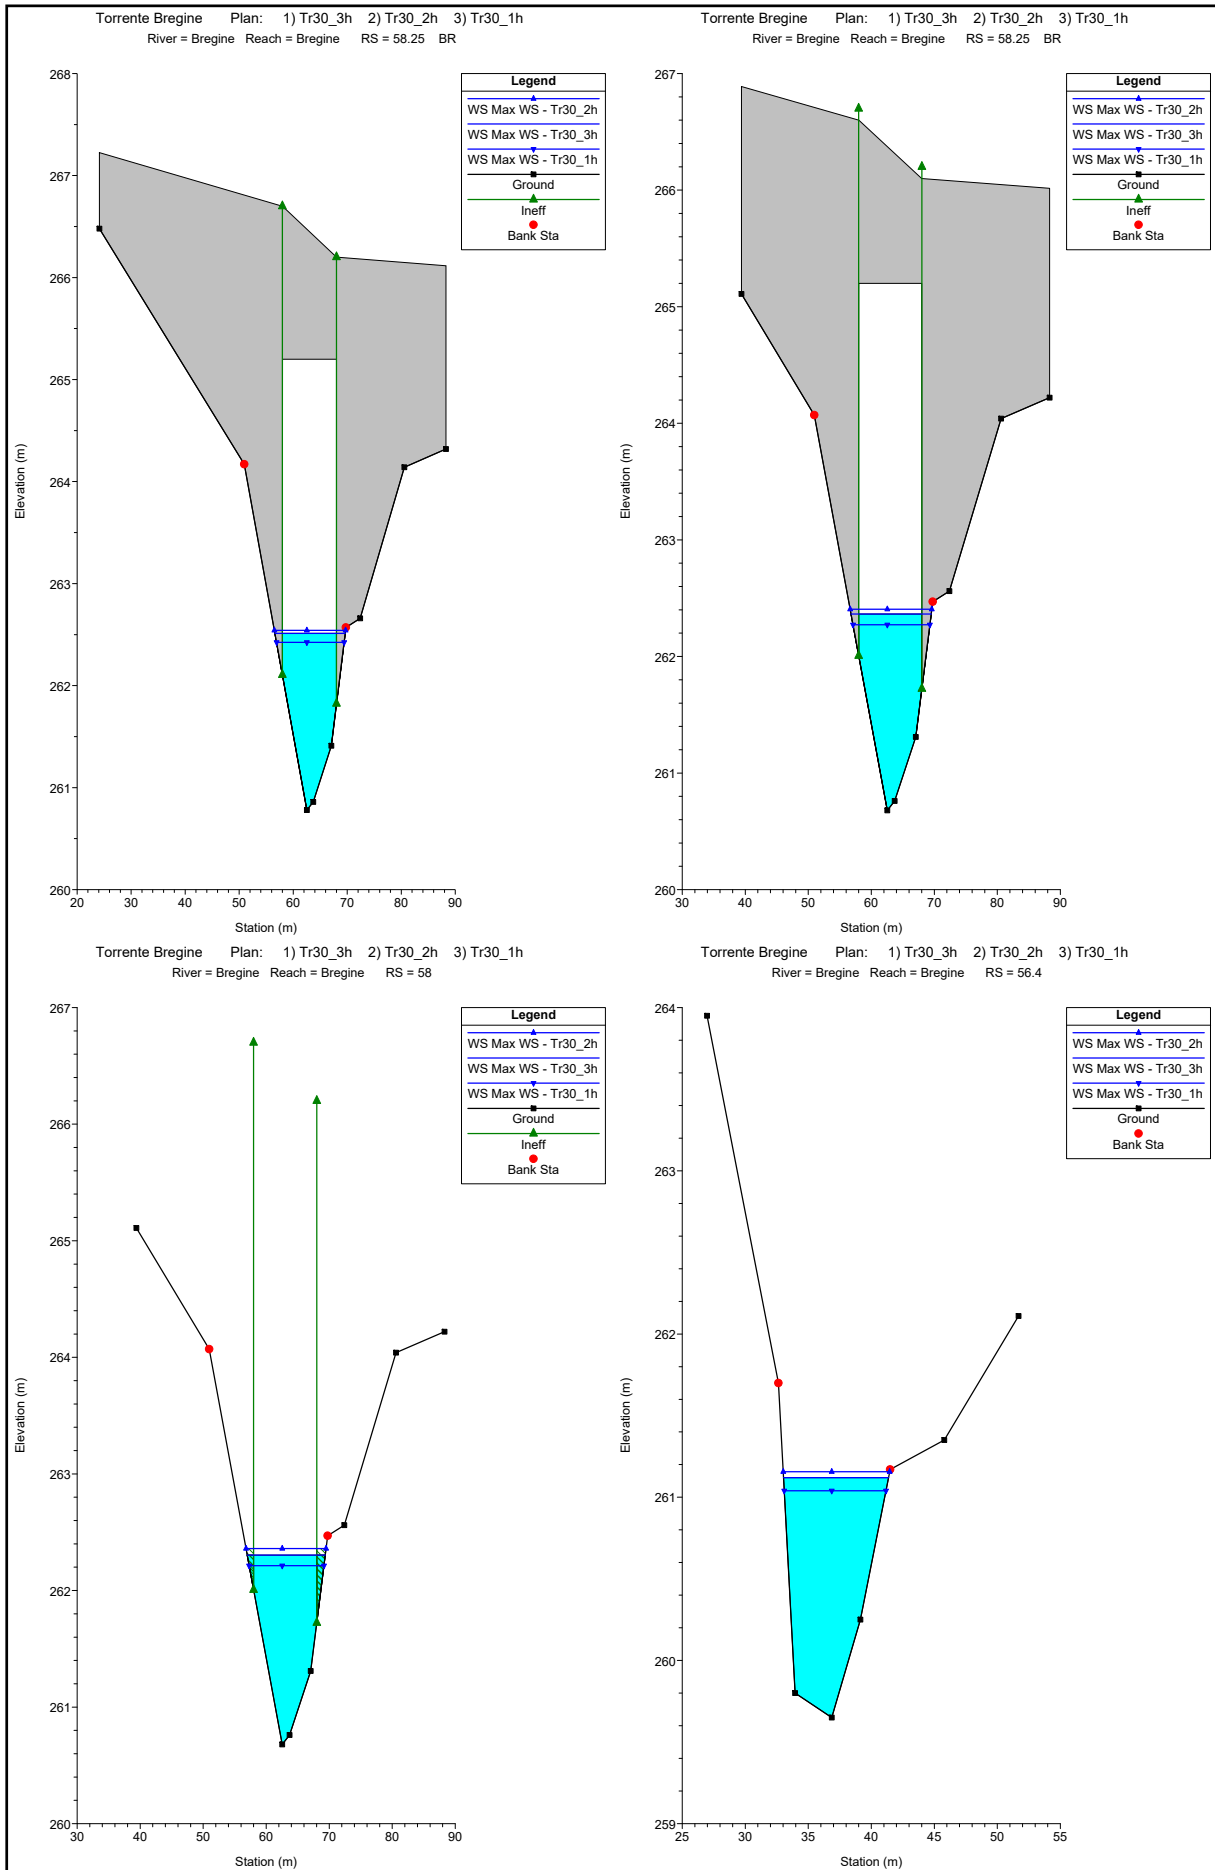 Torrente Bregine Plan: 1) Tr30_3h 2) Tr30_2h 3) Tr30_1h
River = Bregine Reach = Bregine RS = 58.25 BR
Legend
WS Max WS - Tr30_2h
WS Max WS - Tr30_3h
WS Max WS - Tr30_1h
Ground
Ineff
Bank Sta
268
267
266
265
264
263
262
261
260
Elevation (m)
20 30 40 50 60 70 80 90
Station (m)
Torrente Bregine Plan: 1) Tr30_3h 2) Tr30_2h 3) Tr30_1h
River = Bregine Reach = Bregine RS = 58.25 BR
Legend
WS Max WS - Tr30_2h
WS Max WS - Tr30_3h
WS Max WS - Tr30_1h
Ground
Ineff
Bank Sta
267
266
265
264
263
262
261
260
Elevation (m)
30 40 50 60 70 80 90
Station (m)
Torrente Bregine Plan: 1) Tr30_3h 2) Tr30_2h 3) Tr30_1h
River = Bregine Reach = Bregine RS = 58
Legend
WS Max WS - Tr30_2h
WS Max WS - Tr30_3h
WS Max WS - Tr30_1h
Ground
Ineff
Bank Sta
267
266
265
264
263
262
261
260
Elevation (m)
30 40 50 60 70 80 90
Station (m)
Torrente Bregine Plan: 1) Tr30_3h 2) Tr30_2h 3) Tr30_1h
River = Bregine Reach = Bregine RS = 56.4
Legend
WS Max WS - Tr30_2h
WS Max WS - Tr30_3h
WS Max WS - Tr30_1h
Ground
Bank Sta
264
263
262
261
260
259
Elevation (m)
25 30 35 40 45 50 55
Station (m)